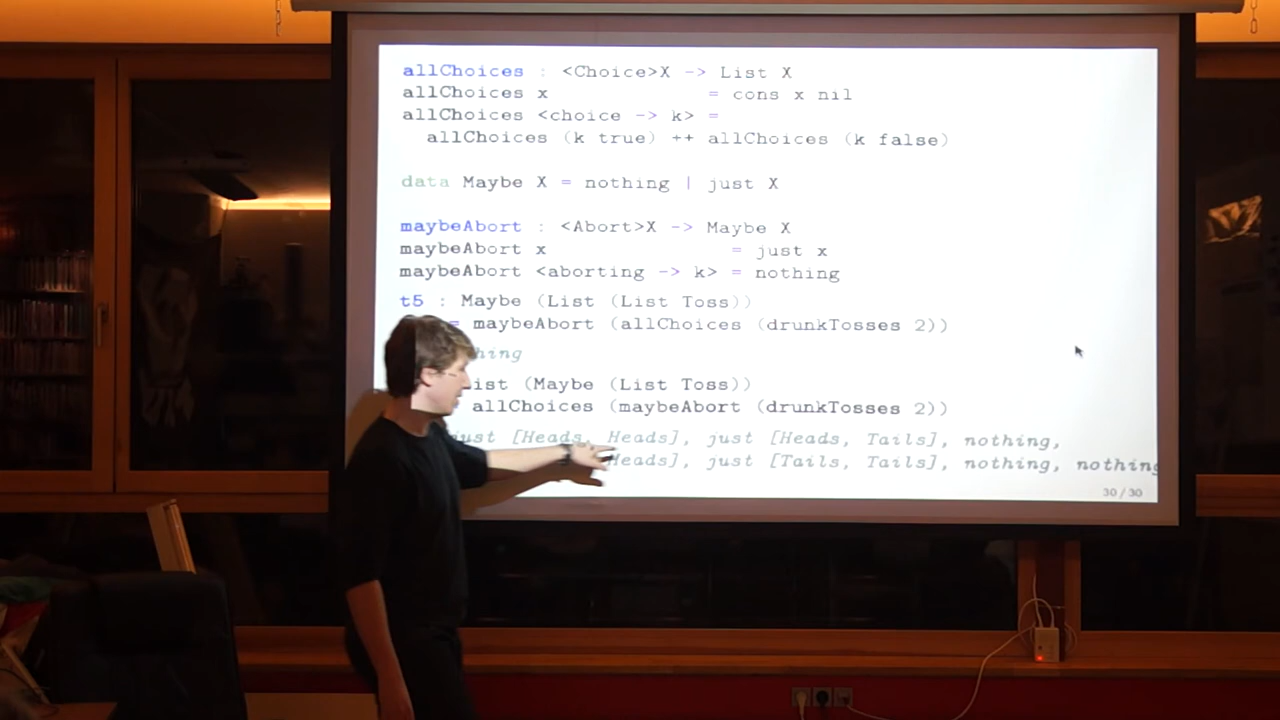 allChoices : <Choice>X -> List X
allChoices x = cons x nil
allChoices <choice -> k> =
allChoices (k true) ++ allChoices (k false)
data Maybe X = nothing | just X
maybeAbort : <Abort>X -> Maybe X
maybeAbort x = just x
maybeAbort <aborting -> k> = nothing
t5 : Maybe (List (List Toss))
= maybeAbort (allChoices (drunkTosses 2))
hing
ist (Maybe (List Toss))
allChoices (maybeAbort (drunkTosses 2))
ust [Heads, Heads], just [Heads, Tails], nothing,
Heads], just [Tails, Tails], nothing, nothing
30 / 30